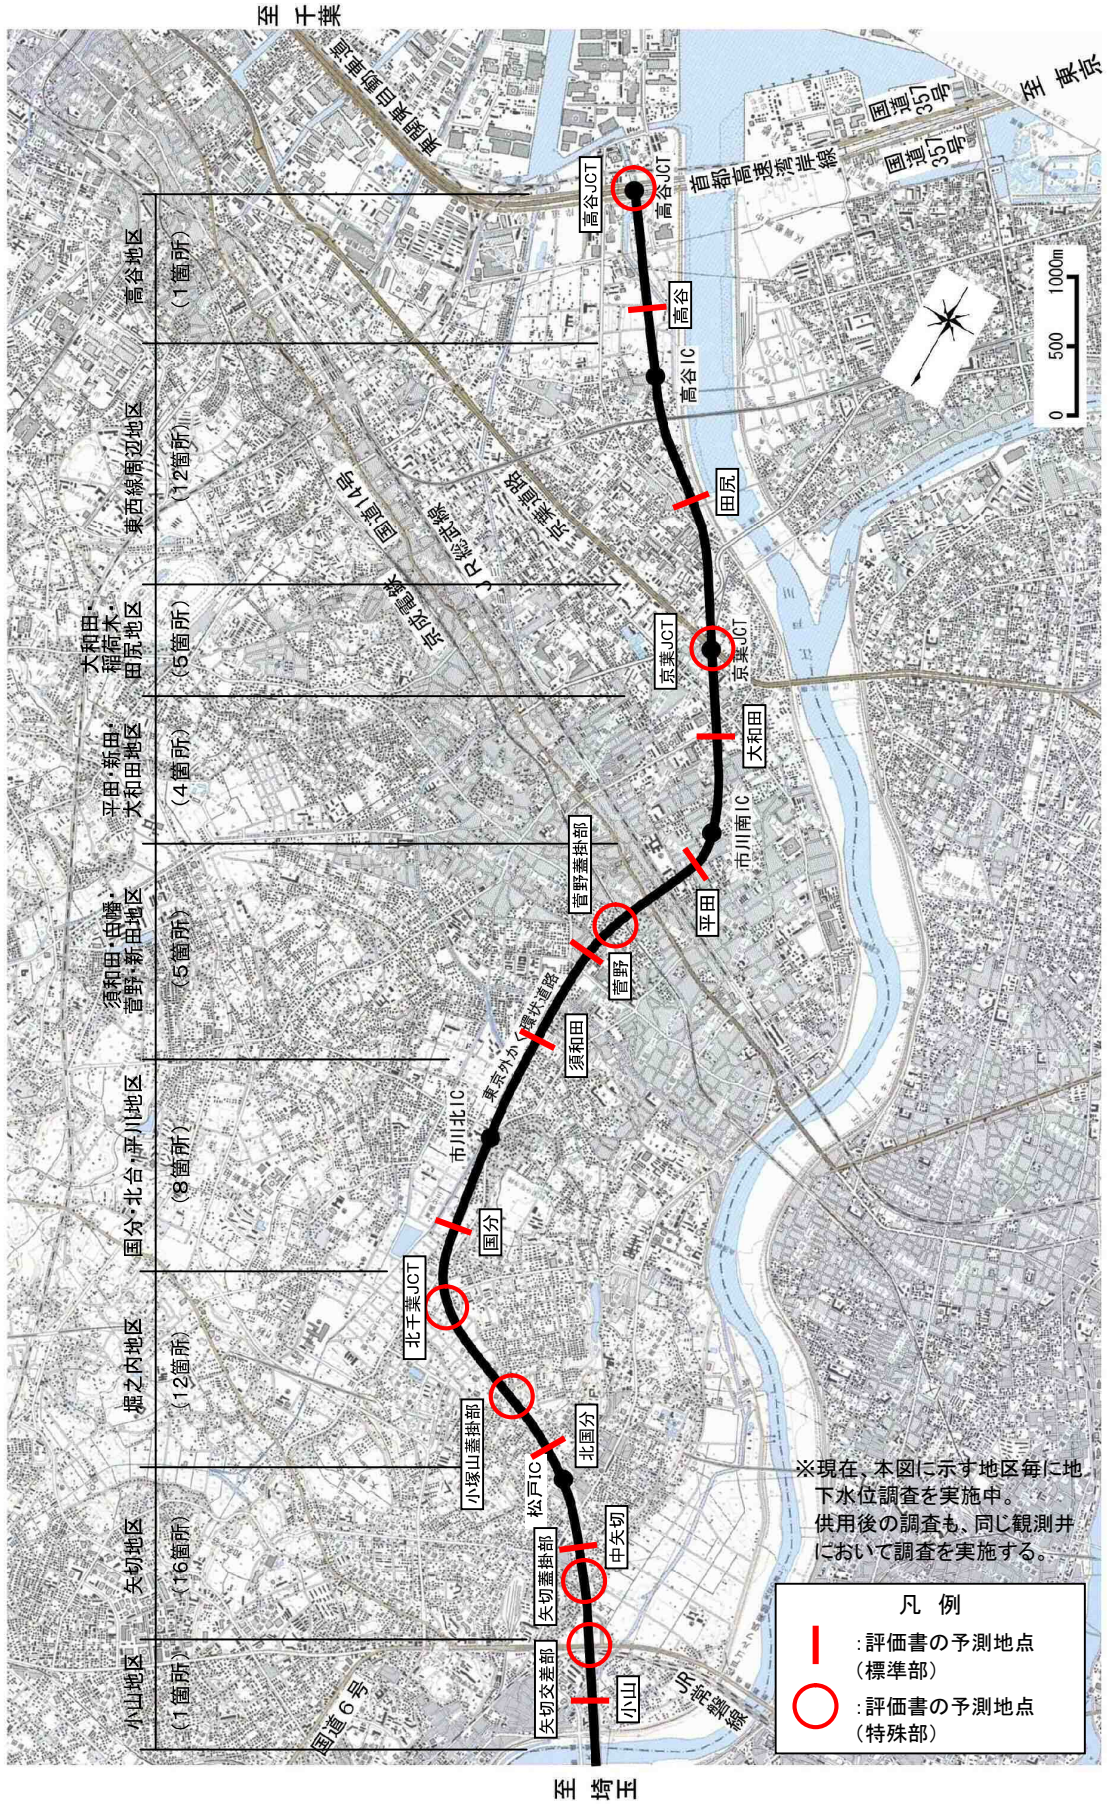 至 千葉
東関東自動車道
至 東京
国道
357号
国道
357号
首都高速湾岸線
高谷JCT
高谷JCT
高谷地区
(1箇所)
高谷
高谷IC
0 500 1000m
東西線周辺地区
(12箇所)
国道14号
JR総武線
京葉道路
京成電鉄
田尻
大和田・
稲荷木・
田尻地区
(5箇所)
京葉JCT
京葉JCT
平田・新田・
大和田地区
(4箇所)
大和田
市川南IC
平田
須和田・白幡・
菅野・新田地区
(5箇所)
菅野蓋掛部
菅野
須和田
東京外かく環状道路
国分・北台・平川地区
(8箇所)
市川北IC
国分
堀之内地区
(12箇所)
北千葉JCT
小塚山蓋掛部
北国分
松戸IC
矢切地区
(16箇所)
矢切蓋掛部
中矢切
小山地区
(1箇所)
矢切交差部
小山
国道6号
JR常磐線
至 埼玉
※現在、本図に示す地区毎に地
下水位調査を実施中。
供用後の調査も、同じ観測井
において調査を実施する。
凡 例
:評価書の予測地点
(標準部)
:評価書の予測地点
(特殊部)